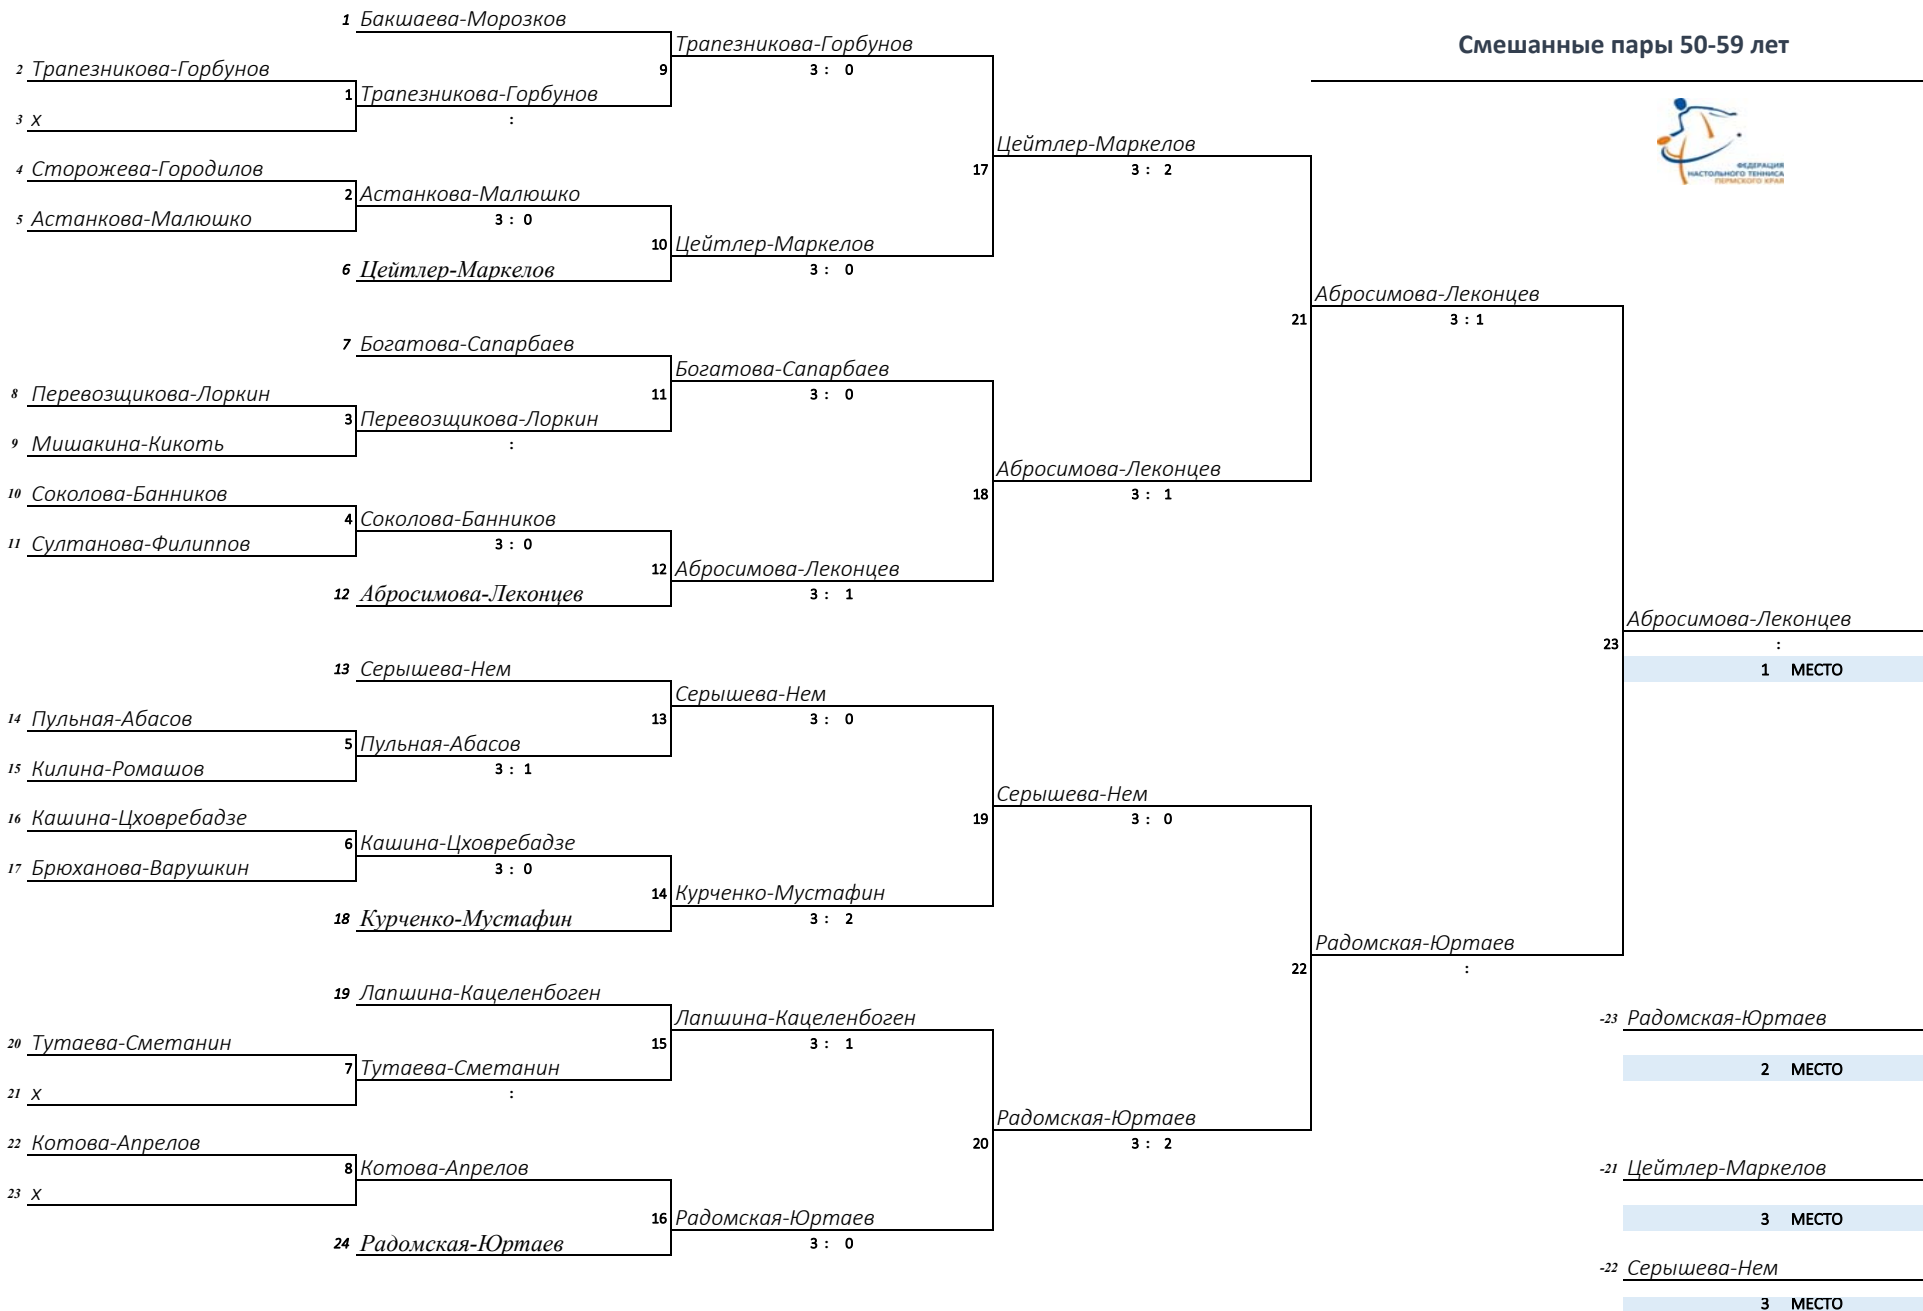 1 Бакшаева-Морозков
Трапезникова-Горбунов
Смешанные пары 50-59 лет
2 Трапезникова-Горбунов
9
3 : 0
1 Трапезникова-Горбунов
3 X
:
ФЕДЕРАЦИЯ
НАСТОЛЬНОГО ТЕННИСА
ПЕРМСКОГО КРАЯ
Цейтлер-Маркелов
4 Сторожева-Городилов
17
3 : 2
2 Астанкова-Малюшко
5 Астанкова-Малюшко
3 : 0
10 Цейтлер-Маркелов
6 Цейтлер-Маркелов
3 : 0
Абросимова-Леконцев
21
3 : 1
7 Богатова-Сапарбаев
Богатова-Сапарбаев
8 Перевозщикова-Лоркин
11
3 : 0
3 Перевозщикова-Лоркин
9 Мишакина-Кикоть
:
Абросимова-Леконцев
10 Соколова-Банников
18
3 : 1
4 Соколова-Банников
11 Султанова-Филиппов
3 : 0
12 Абросимова-Леконцев
12 Абросимова-Леконцев
3 : 1
Абросимова-Леконцев
23
:
13 Серышева-Нем
1 МЕСТО
Серышева-Нем
14 Пульная-Абасов
13
3 : 0
5 Пульная-Абасов
15 Килина-Ромашов
3 : 1
Серышева-Нем
16 Кашина-Цховребадзе
19
3 : 0
6 Кашина-Цховребадзе
17 Брюханова-Варушкин
3 : 0
14 Курченко-Мустафин
18 Курченко-Мустафин
3 : 2
Радомская-Юртаев
22
:
19 Лапшина-Кацеленбоген
Лапшина-Кацеленбоген
-23 Радомская-Юртаев
20 Тутаева-Сметанин
15
3 : 1
7 Тутаева-Сметанин
2 МЕСТО
21 X
:
Радомская-Юртаев
22 Котова-Апрелов
20
3 : 2
8 Котова-Апрелов
-21 Цейтлер-Маркелов
23 X
16 Радомская-Юртаев
3 МЕСТО
24 Радомская-Юртаев
3 : 0
-22 Серышева-Нем
3 МЕСТО